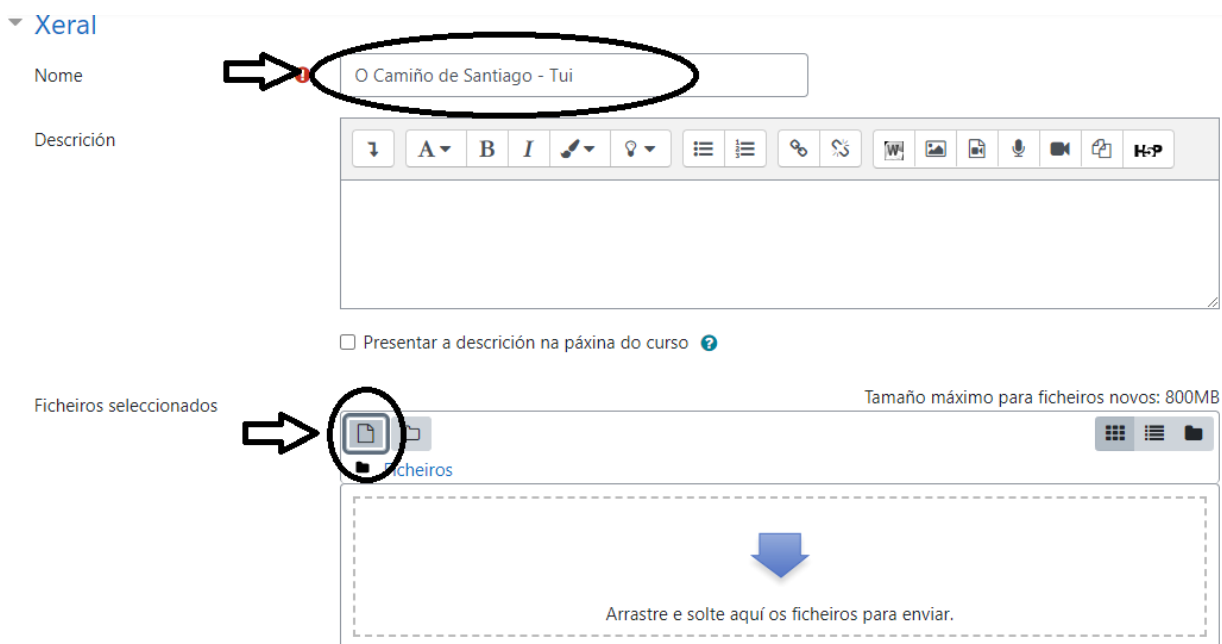 Xeral
Nome
O Camiño de Santiago - Tui
Descrición
A B I
H5P
Presentar a descrición na páxina do curso
Ficheiros seleccionados
Tamaño máximo para ficheiros novos: 800MB
Ficheiros
Arrastre e solte aquí os ficheiros para enviar.